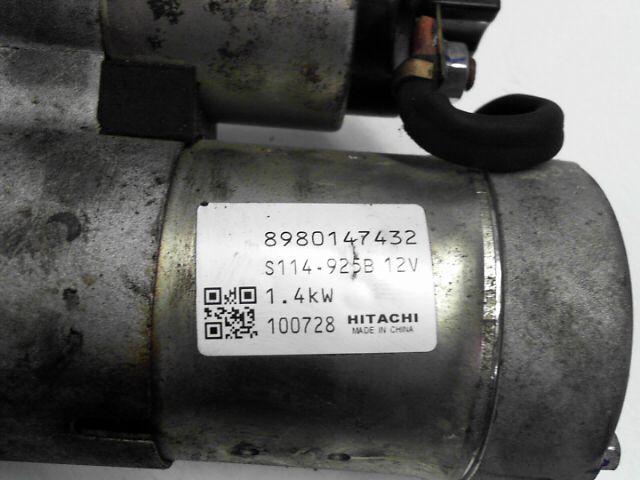 8980147432
S114-925B 12V
1.4kW
100728 HITACHI
MADE IN CHINA